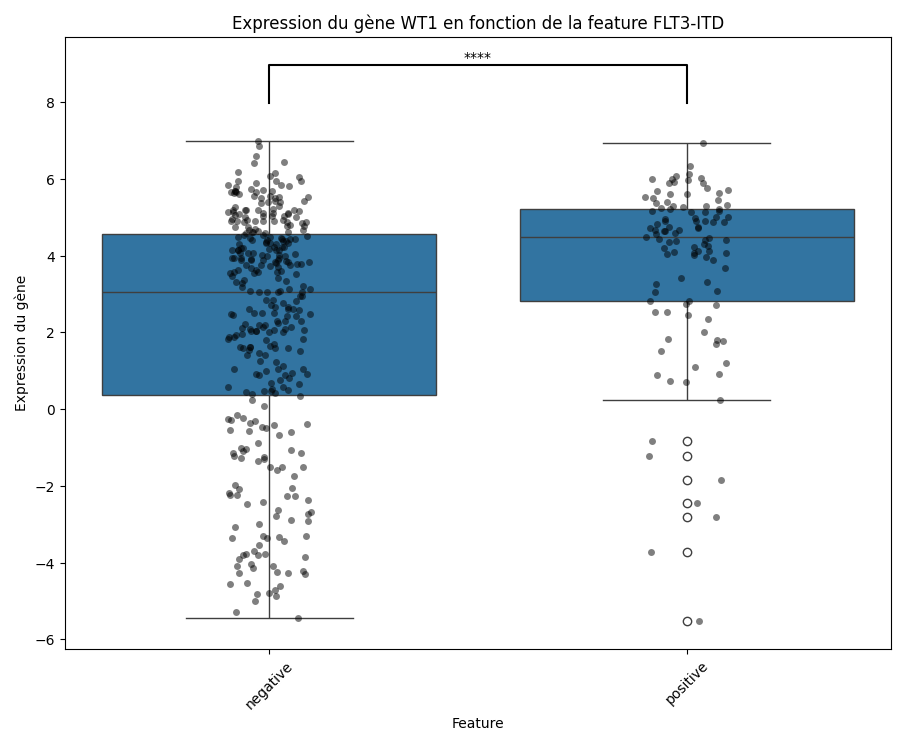 Expression du gène WT1 en fonction de la feature FLT3-ITD
****
8
6
4
2
0
−2
−4
−6
Expression du gène
negative
positive
Feature